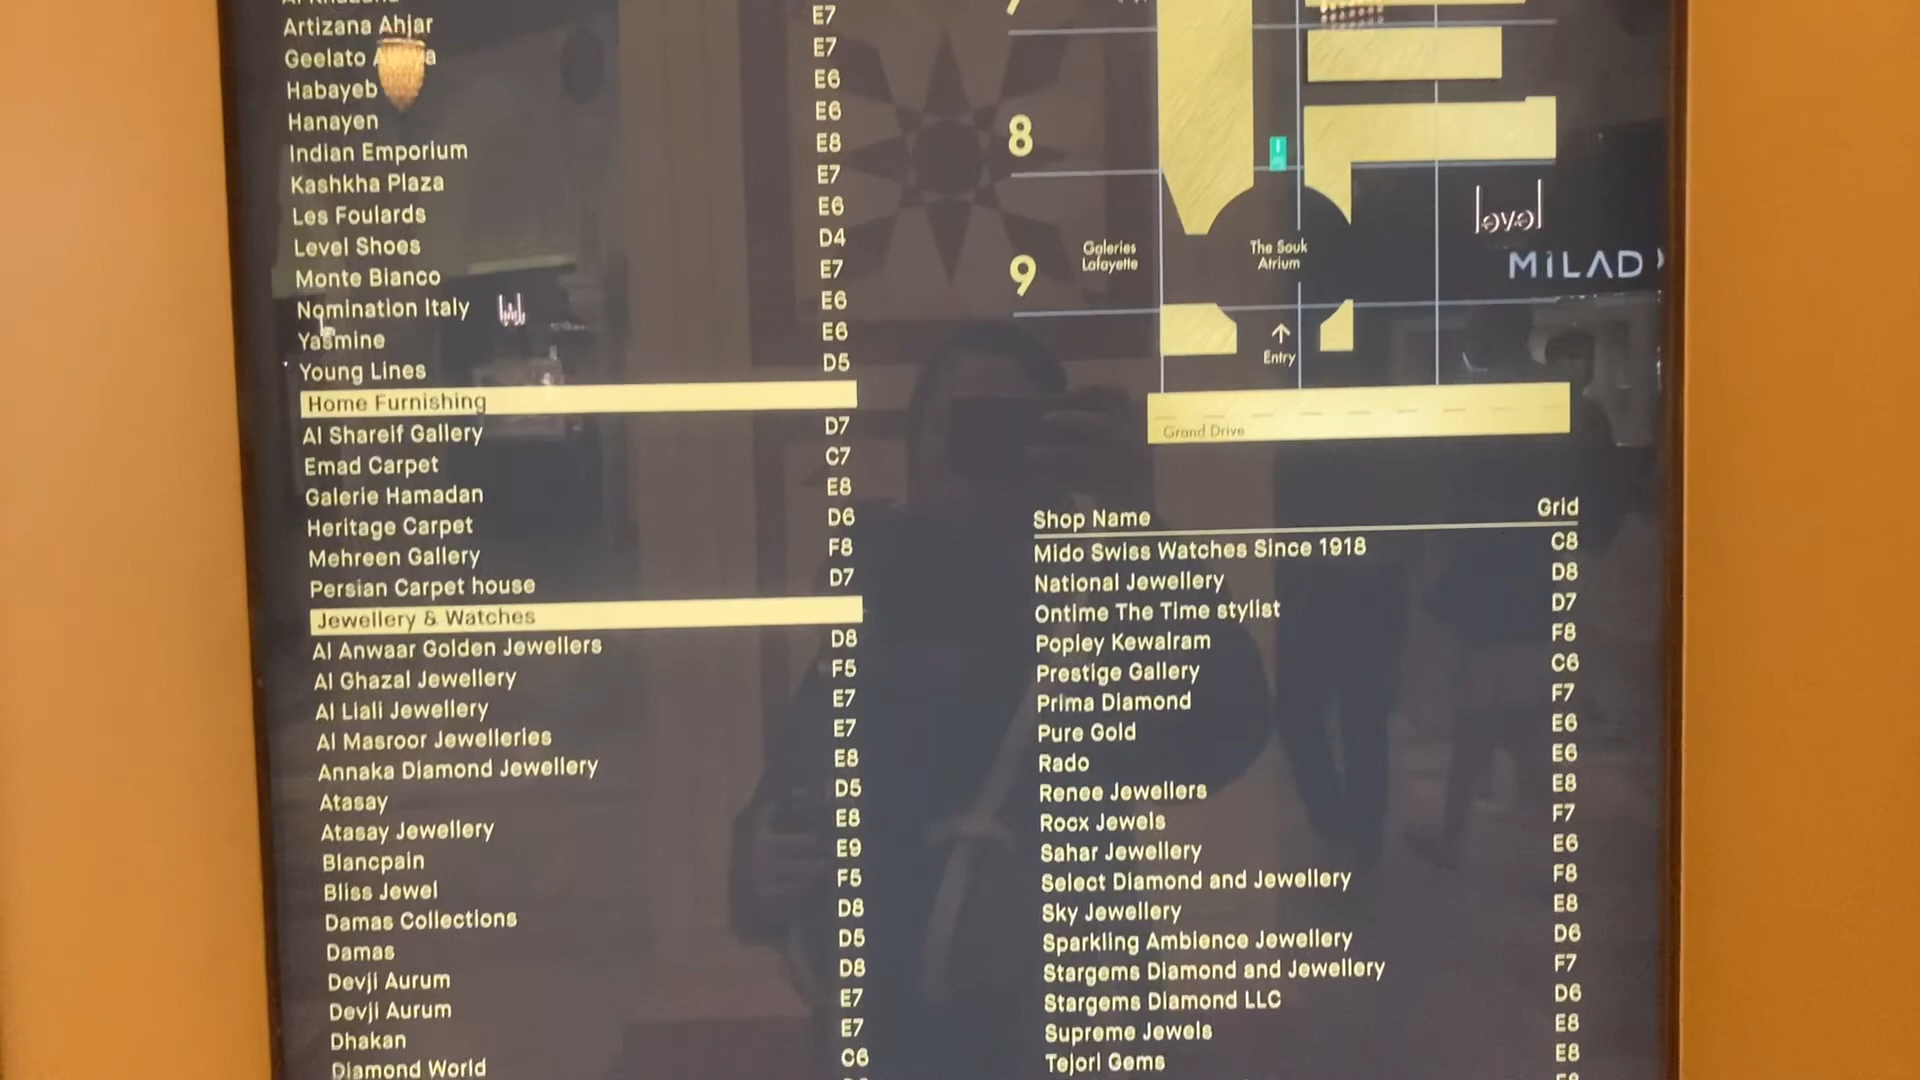 Artizana Ahjar E7
Geelato E7
Habayeb E6
Hanayen E6
Indian Emporium E8
Kashkha Plaza E7
Les Foulards E6
Level Shoes D4
Monte Bianco E7
Nomination Italy E6
Yasmine E6
Young Lines D5
Home Furnishing
Al Shareif Gallery D7
Emad Carpet C7
Galerie Hamadan E8
Heritage Carpet D6
Mehreen Gallery F8
Persian Carpet house D7
Jewellery & Watches
Al Anwaar Golden Jewellers D8
Al Ghazal Jewellery F5
Al Liali Jewellery E7
Al Masroor Jewelleries E7
Annaka Diamond Jewellery E8
Atasay D5
Atasay Jewellery E8
Blancpain E9
Bliss Jewel F5
Damas Collections D8
Damas D5
Devji Aurum D8
Devji Aurum E7
Dhakan E7
Diamond World C6
8
9
Galeries
Lafayette
The Souk
Atrium
level
MILAD
Entry
Grand Drive
Shop Name Grid
Mido Swiss Watches Since 1918 C8
National Jewellery D8
Ontime The Time stylist D7
Popley Kewalram F8
Prestige Gallery C6
Prima Diamond F7
Pure Gold E6
Rado E6
Renee Jewellers E8
Rocx Jewels F7
Sahar Jewellery E6
Select Diamond and Jewellery F8
Sky Jewellery E8
Sparkling Ambience Jewellery D6
Stargems Diamond and Jewellery F7
Stargems Diamond LLC D6
Supreme Jewels E8
Tejori Gems E8